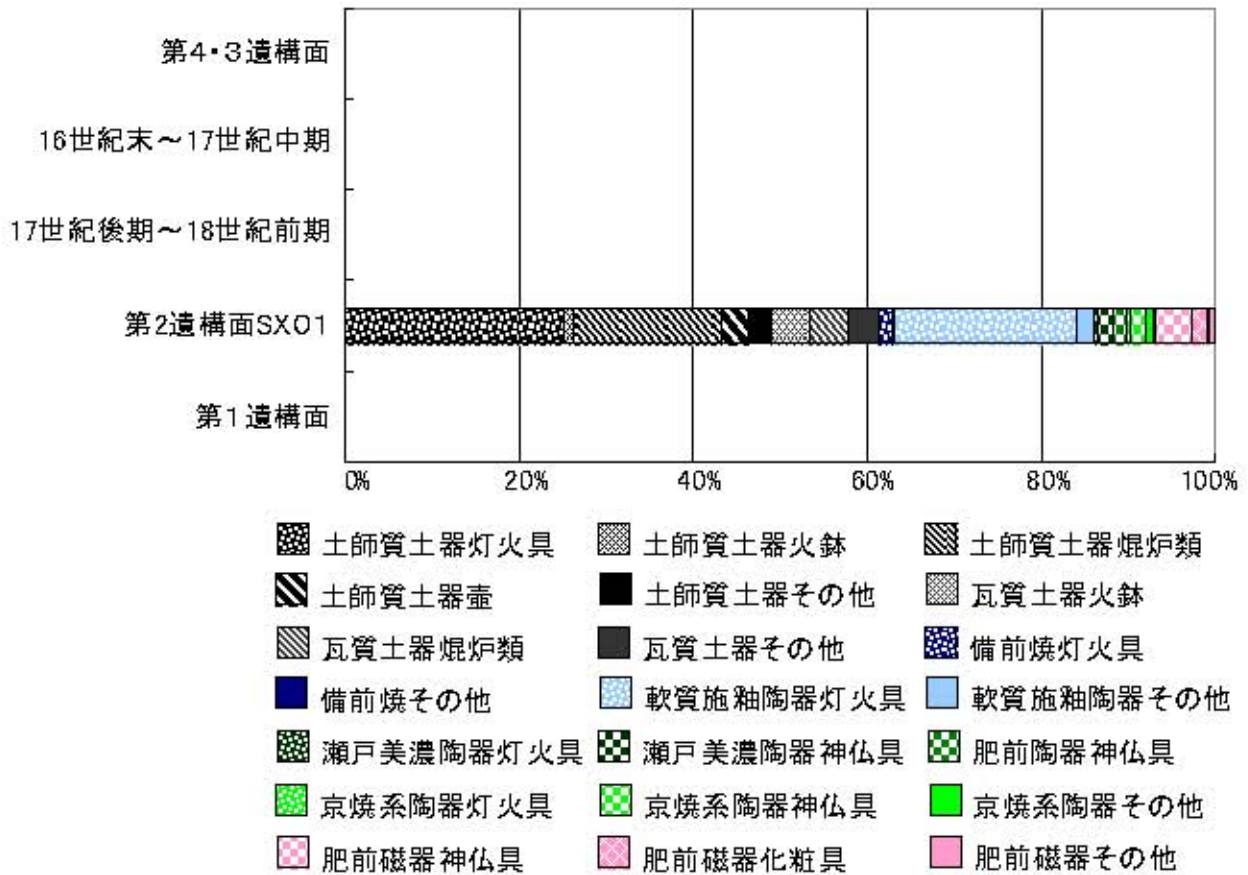 第4・3遺構面
16世紀末～17世紀中期
17世紀後期～18世紀前期
第2遺構面SX01
第1遺構面
0% 20% 40% 60% 80% 100%
土師質土器灯火具 土師質土器火鉢 土師質土器焜炉類
土師質土器壷 土師質土器その他 瓦質土器火鉢
瓦質土器焜炉類 瓦質土器その他 備前焼灯火具
備前焼その他 軟質施釉陶器灯火具 軟質施釉陶器その他
瀬戸美濃陶器灯火具 瀬戸美濃陶器神仏具 肥前陶器神仏具
京焼系陶器灯火具 京焼系陶器神仏具 京焼系陶器その他
肥前磁器神仏具 肥前磁器化粧具 肥前磁器その他